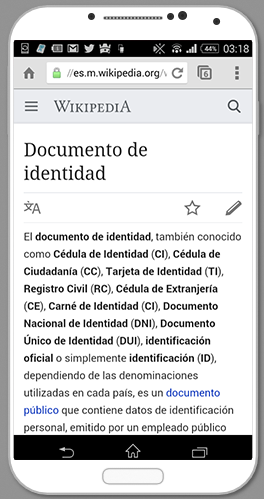 44% 03:18
//es.m.wikipedia.org/v
6
WIKIPEDIA
Documento de
identidad
El documento de identidad, también conocido
como Cédula de Identidad (CI), Cédula de
Ciudadanía (CC), Tarjeta de Identidad (TI),
Registro Civil (RC), Cédula de Extranjería
(CE), Carné de Identidad (CI), Documento
Nacional de Identidad (DNI), Documento
Único de Identidad (DUI), identificación
oficial o simplemente identificación (ID),
dependiendo de las denominaciones
utilizadas en cada país, es un documento
público que contiene datos de identificación
personal, emitido por un empleado público